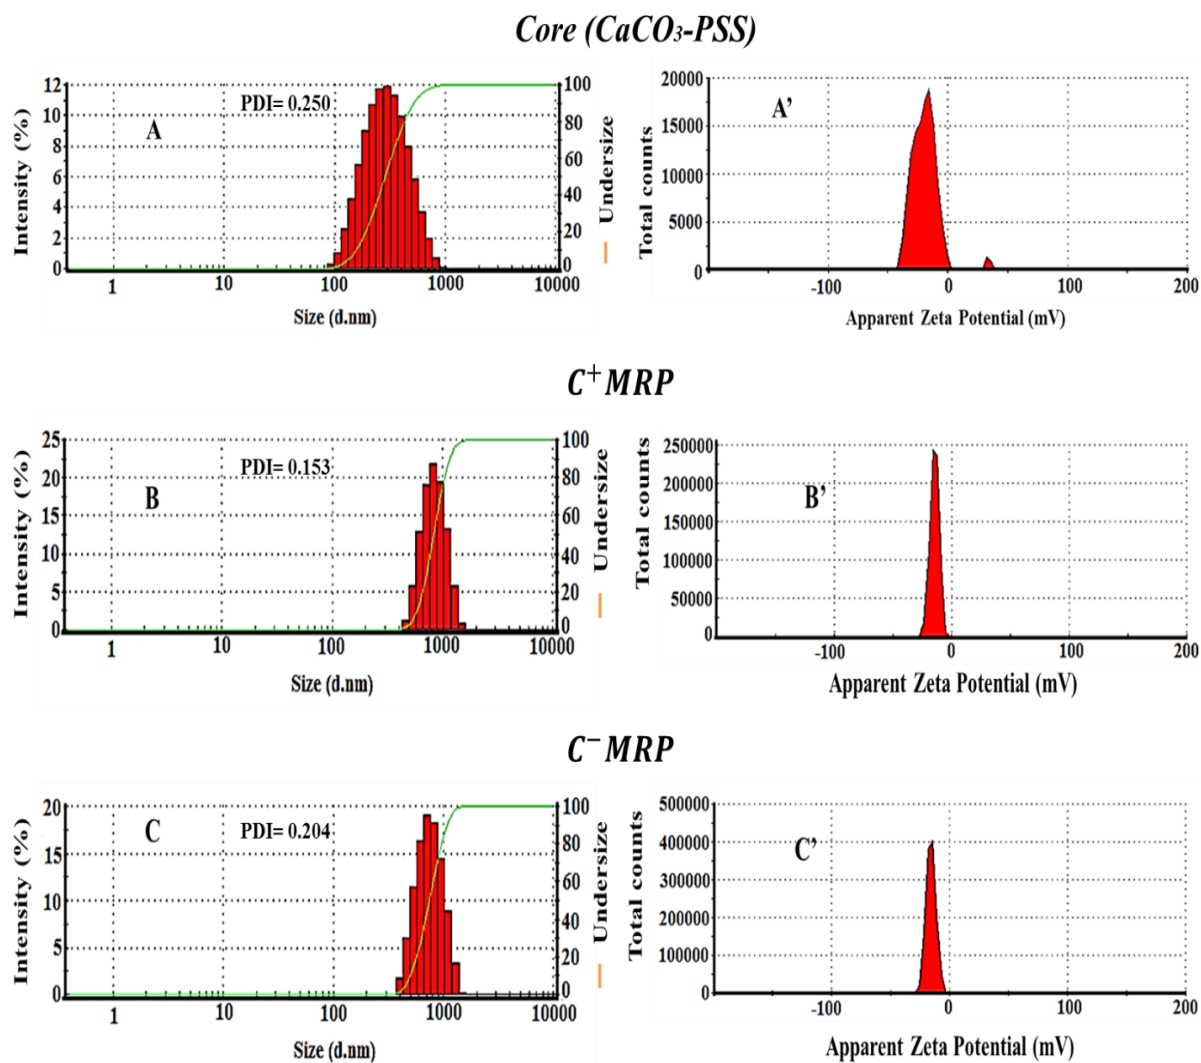 Core (CaCO₃-PSS)
Intensity (%)
12
10
8
6
4
2
0
PDI= 0.250
A
100
80
60
40
20
0
Undersize
1
10
100
1000
10000
Size (d.nm)
Total counts
20000
15000
10000
5000
0
A’
-100
0
100
200
Apparent Zeta Potential (mV)
C⁺MRP
Intensity (%)
25
20
15
10
5
0
PDI= 0.153
B
100
80
60
40
20
0
Undersize
1
10
100
1000
10000
Size (d.nm)
Total counts
250000
200000
150000
100000
50000
0
B’
-100
0
100
200
Apparent Zeta Potential (mV)
C⁻MRP
Intensity (%)
20
15
10
5
0
C
PDI= 0.204
100
80
60
40
20
0
Undersize
1
10
100
1000
10000
Size (d.nm)
Total counts
500000
400000
300000
200000
100000
0
C’
-100
0
100
200
Apparent Zeta Potential (mV)